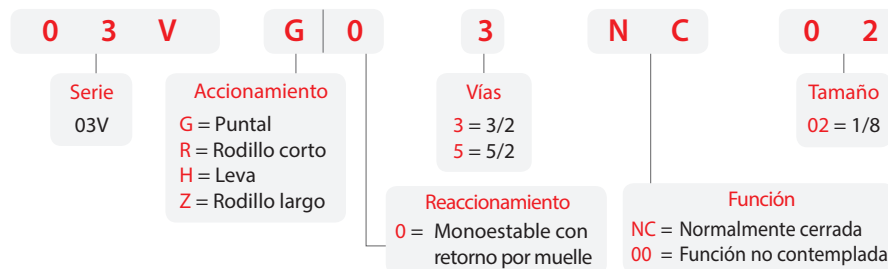 0 3 V G 0 3 N C 0 2
Serie
03V
Accionamiento
G = Puntal
R = Rodillo corto
H = Leva
Z = Rodillo largo
Vías
3 = 3/2
5 = 5/2
Tamaño
02 = 1/8
Reaccionamiento
0 = Monoestable con
retorno por muelle
Función
NC = Normalmente cerrada
00 = Función no contemplada